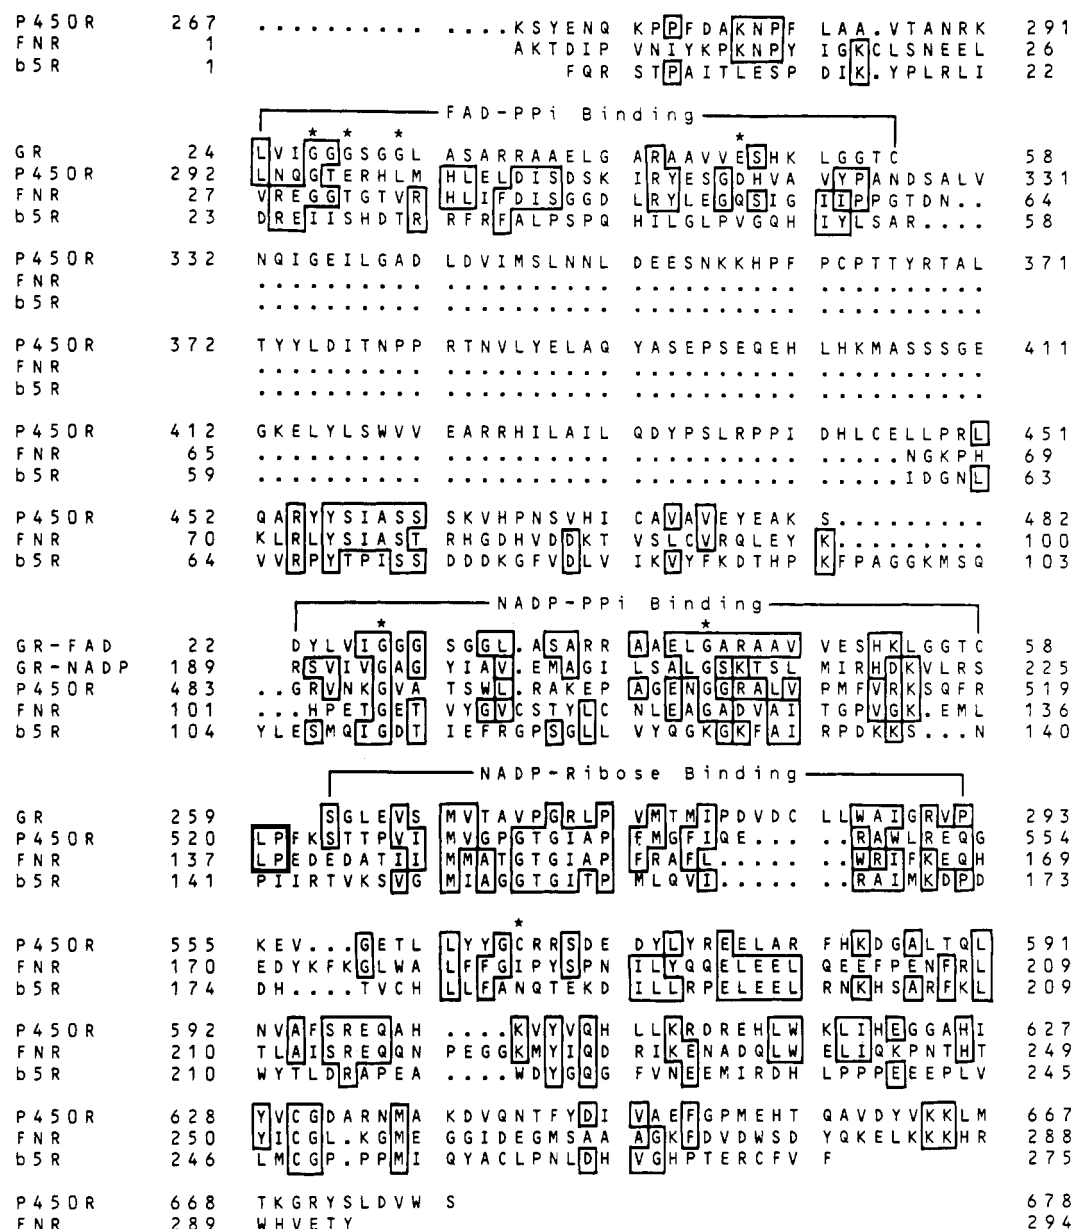 P450R 267 .......... ....KSYENQ KPPFDAKNPF LAA.VTANRK 291
FNR 1 AKTDIP VNIYKPKNPY IGKCLSNEEL 26
b5R 1 FQR STPAITLESP DIK.YPLRLI 22
FAD-PPi Binding
* * * *
GR 24 LVIGGGSGGL ASARRAAELG ARAAVVESHK LGGTC 58
P450R 292 LNQGTERHLM HLELDISDSK IRYESGDHVA VYPANDSALV 331
FNR 27 VREGGTGTVR HLIFDISGGD LRYLEGQSIG IIPPGTDN.. 64
b5R 23 DREIISHDTR RFRFALPSPQ HILGLPVGQH IYLSAR.... 58
P450R 332 NQIGEILGAD LDVIMSLNNL DEESNKKHPF PCPTTYRTAL 371
FNR .......... .......... .......... ..........
b5R .......... .......... .......... ..........
P450R 372 TYYLDITNPP RTNVLYELAQ YASEPSEQEH LHKMASSSGE 411
FNR .......... .......... .......... ..........
b5R .......... .......... .......... ..........
P450R 412 GKELYLSWVV EARRHILAIL QDYPSLRPPI DHLCELLPRL 451
FNR 65 .......... .......... .......... .....NGKPH 69
b5R 59 .......... .......... .......... .....IDGNL 63
P450R 452 QARYYSIASS SKVHPNSVHI CAVAVEYEAK S......... 482
FNR 70 KLRLYSIAST RHGDHVDDKT VSLCVRQLEY K......... 100
b5R 64 VVRPYTPISS DDDKGFVDLV IKVYFKDTHP KFPAGGKMSQ 103
NADP-PPi Binding
* *
GR-FAD 22 DYLVIGGG SGGL.ASARR AAELGARAAV VESHKLGGTC 58
GR-NADP 189 RSVIVGAG YIAV.EMAGI LSALGSKTSL MIRHDKVLRS 225
P450R 483 ..GRVNKGVA TSWL.RAKEP AGENGGRALV PMFVRKSQFR 519
FNR 101 ...HPETGET VYGVCSTYLC NLEAGADVAI TGPVGK.EML 136
b5R 104 YLESMQIGDT IEFRGPSGLL VYQGKGKFAI RPDKKS...N 140
NADP-Ribose Binding
GR 259 SGLEVS MVTAVPGRLP VMTMIPDVDC LLWAIGRVP 293
P450R 520 LPFKSTTPVI MVGPGTGIAP FMGFIQE... ..RAWLREQG 554
FNR 137 LPEDEDATII MMATGTGIAP FRAFL..... ..WRIFKEQH 169
b5R 141 PIIRTVKSVG MIAGGTGITP MLQVI..... ..RAIMKDPD 173
*
P450R 555 KEV...GETL LYYGCRRSDE DYLYREELAR FHKDGALTQL 591
FNR 170 EDYKFKGLWA LFFGIPYSPN ILYQQELEEL QEEFPENFRL 209
b5R 174 DH....TVCH LLFANQTEKD ILLRPELEEL RNKHSARFKL 209
P450R 592 NVAFSREQAH ....KVYVQH LLKRDREHLW KLIHEGGAHI 627
FNR 210 TLAISREQQN PEGGKMYIQD RIKENADQLW ELIQKPNTHT 249
b5R 210 WYTLDRAPEA ....WDYGQG FVNEEMIRDH LPPPEEEPLV 245
P450R 628 YVCGDARNMA KDVQNTFYDI VAEFGPMEHT QAVDYVKKLM 667
FNR 250 YICGL.KGME GGIDEGMSAA AGKFDVDWSD YQKELKKKHR 288
b5R 246 LMCGP.PPMI QYACLPNLDH VGHPTERCFV F 275
P450R 668 TKGRYSLDVW S 678
FNR 289 WHVETY 294